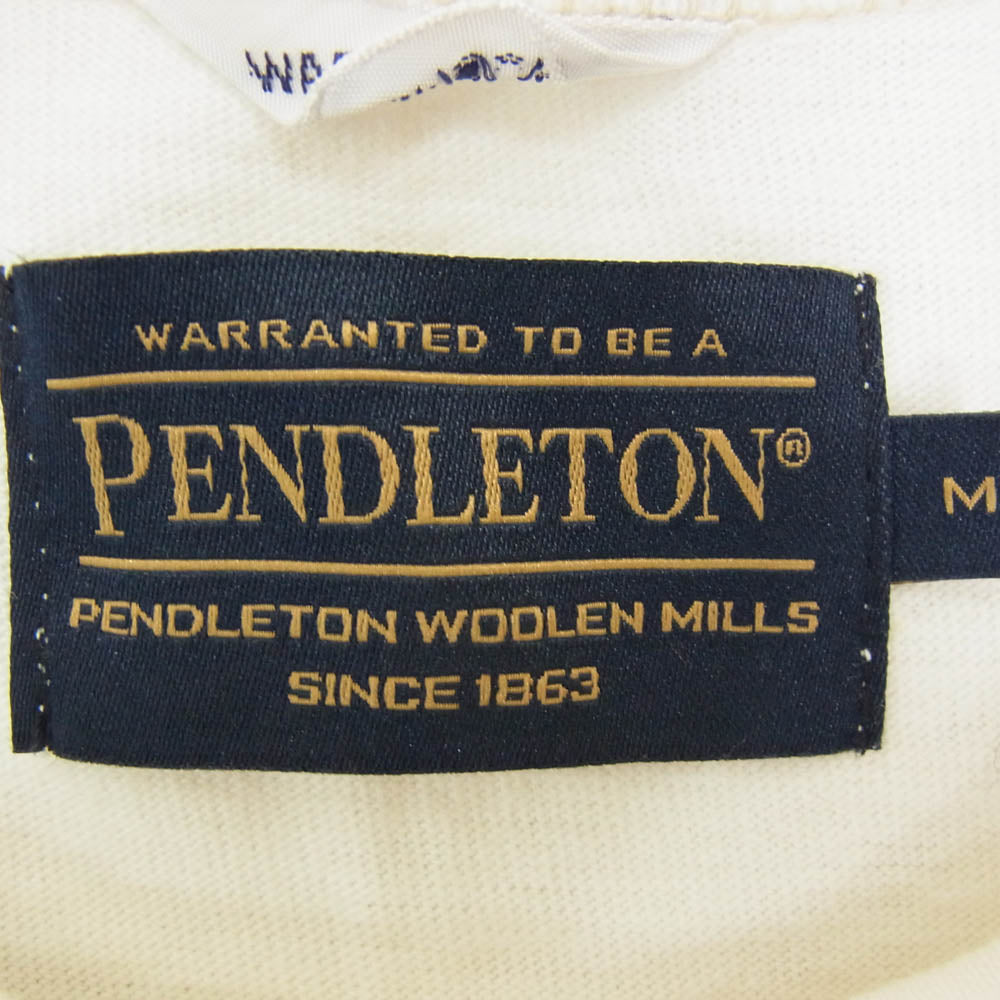 WARRANTED TO BE A
PENDLETON®
PENDLETON WOOLEN MILLS
SINCE 1863
M